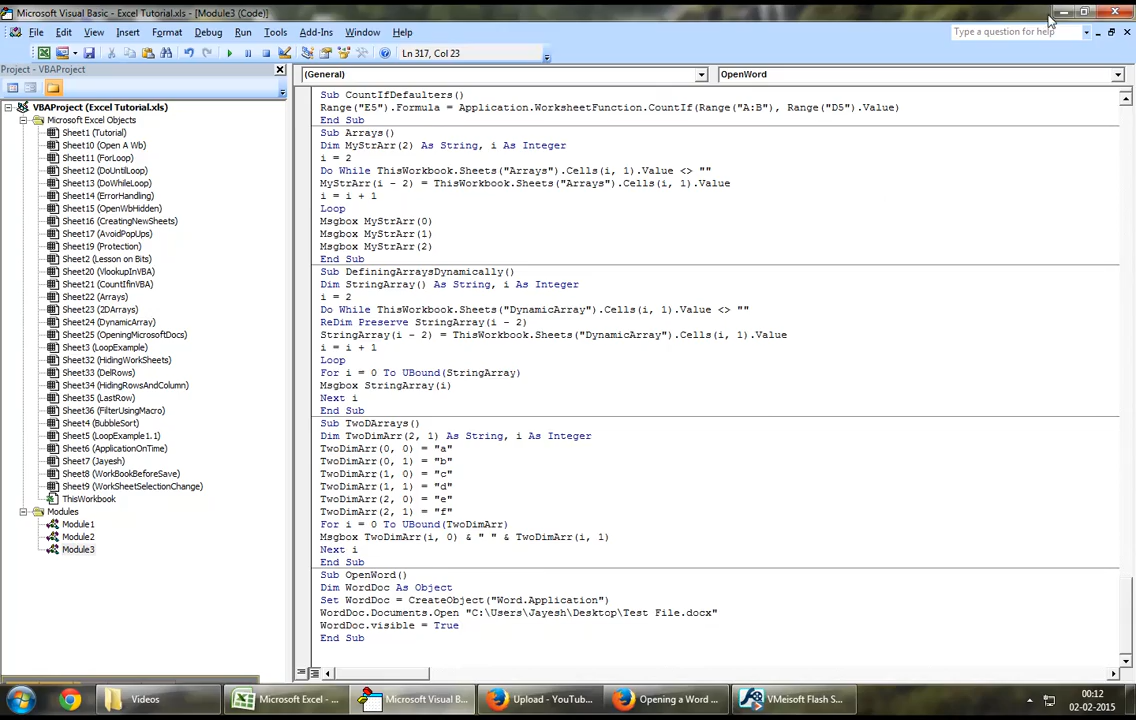 Microsoft Visual Basic - Excel Tutorial.xls - [Module3 (Code)]
File Edit View Insert Format Debug Run Tools Add-Ins Window Help
Type a question for help
Ln 317, Col 23
Project - VBAProject
(General)
OpenWord
VBAProject (Excel Tutorial.xls)
Microsoft Excel Objects
Sheet1 (Tutorial)
Sheet10 (Open A Wb)
Sheet11 (ForLoop)
Sheet12 (DoUntilLoop)
Sheet13 (DoWhileLoop)
Sheet14 (ErrorHandling)
Sheet15 (OpenWbHidden)
Sheet16 (CreatingNewSheets)
Sheet17 (AvoidPopUps)
Sheet19 (Protection)
Sheet2 (Lesson on Bits)
Sheet20 (VlookupInVBA)
Sheet21 (CountIfinVBA)
Sheet22 (Arrays)
Sheet23 (2DArrays)
Sheet24 (DynamicArray)
Sheet25 (OpeningMicrosoftDocs)
Sheet3 (LoopExample)
Sheet32 (HidingWorkSheets)
Sheet33 (DelRows)
Sheet34 (HidingRowsAndColumn)
Sheet35 (LastRow)
Sheet36 (FilterUsingMacro)
Sheet4 (BubbleSort)
Sheet5 (LoopExample1.1)
Sheet6 (ApplicationOnTime)
Sheet7 (Jayesh)
Sheet8 (WorkBookBeforeSave)
Sheet9 (WorkSheetSelectionChange)
ThisWorkbook
Modules
Module1
Module2
Module3
Sub CountIfDefaulters()
Range("E5").Formula = Application.WorksheetFunction.CountIf(Range("A:B"), Range("D5").Value)
End Sub
Sub Arrays()
Dim MyStrArr(2) As String, i As Integer
i = 2
Do While ThisWorkbook.Sheets("Arrays").Cells(i, 1).Value <> ""
MyStrArr(i - 2) = ThisWorkbook.Sheets("Arrays").Cells(i, 1).Value
i = i + 1
Loop
Msgbox MyStrArr(0)
Msgbox MyStrArr(1)
Msgbox MyStrArr(2)
End Sub
Sub DefiningArraysDynamically()
Dim StringArray() As String, i As Integer
i = 2
Do While ThisWorkbook.Sheets("DynamicArray").Cells(i, 1).Value <> ""
ReDim Preserve StringArray(i - 2)
StringArray(i - 2) = ThisWorkbook.Sheets("DynamicArray").Cells(i, 1).Value
i = i + 1
Loop
For i = 0 To UBound(StringArray)
Msgbox StringArray(i)
Next i
End Sub
Sub TwoDArrays()
Dim TwoDimArr(2, 1) As String, i As Integer
TwoDimArr(0, 0) = "a"
TwoDimArr(0, 1) = "b"
TwoDimArr(1, 0) = "c"
TwoDimArr(1, 1) = "d"
TwoDimArr(2, 0) = "e"
TwoDimArr(2, 1) = "f"
For i = 0 To UBound(TwoDimArr)
Msgbox TwoDimArr(i, 0) & " " & TwoDimArr(i, 1)
Next i
End Sub
Sub OpenWord()
Dim WordDoc As Object
Set WordDoc = CreateObject("Word.Application")
WordDoc.Documents.Open "C:\Users\Jayesh\Desktop\Test File.docx"
WordDoc.visible = True
End Sub
Videos
Microsoft Excel - ...
Microsoft Visual B...
Upload - YouTub...
Opening a Word ...
VMeisoft Flash S...
00:12
02-02-2015